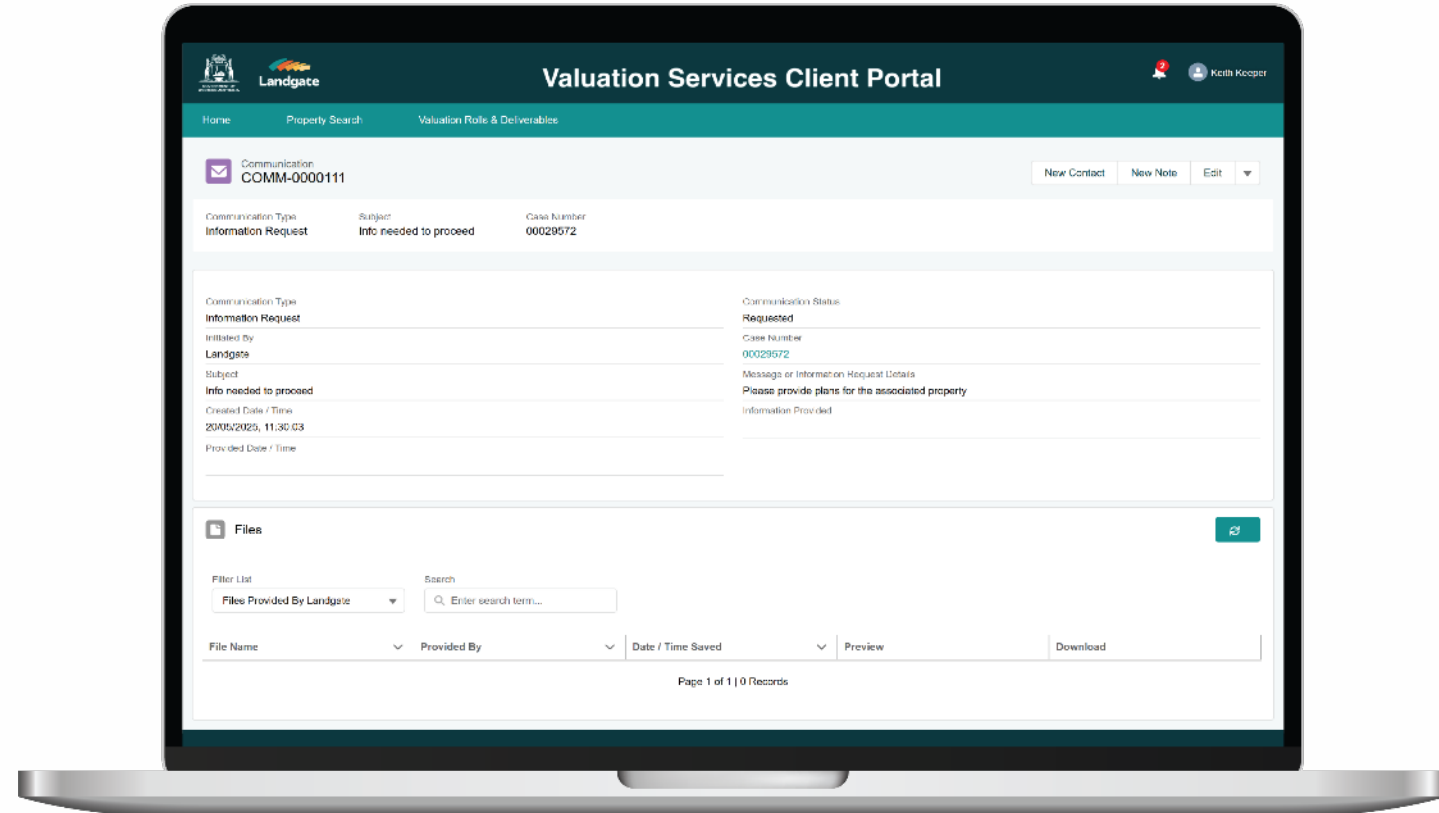 Landgate
Valuation Services Client Portal
2
Keith Keeper
Home Property Search Valuation Rolls & Deliverables
Communication
COMM-0000111
New Contact New Note Edit
Communication Type Subject Case Number
Information Request Info needed to proceed 00029572
Communication Type Communication Status
Information Request Requested
Initiated By Case Number
Landgate 00029572
Subject Message or Information Request Details
Info needed to proceed Please provide plans for the associated property
Created Date / Time Information Provided
20/05/2025, 11:30:03
Provided Date / Time
Files
Filter List Search
Files Provided By Landgate Enter search term...
File Name Provided By Date / Time Saved Preview Download
Page 1 of 1 | 0 Records